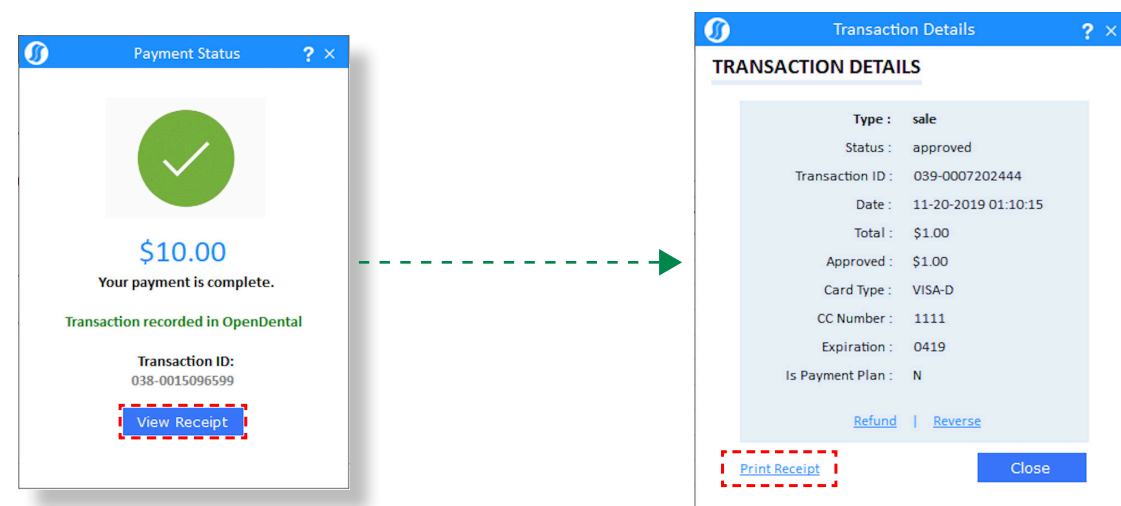 Payment Status ? ×
$10.00
Your payment is complete.
Transaction recorded in OpenDental
Transaction ID:
038-0015096599
View Receipt
Transaction Details ? ×
TRANSACTION DETAILS
Type : sale
Status : approved
Transaction ID : 039-0007202444
Date : 11-20-2019 01:10:15
Total : $1.00
Approved : $1.00
Card Type : VISA-D
CC Number : 1111
Expiration : 0419
Is Payment Plan : N
Refund | Reverse
Print Receipt Close